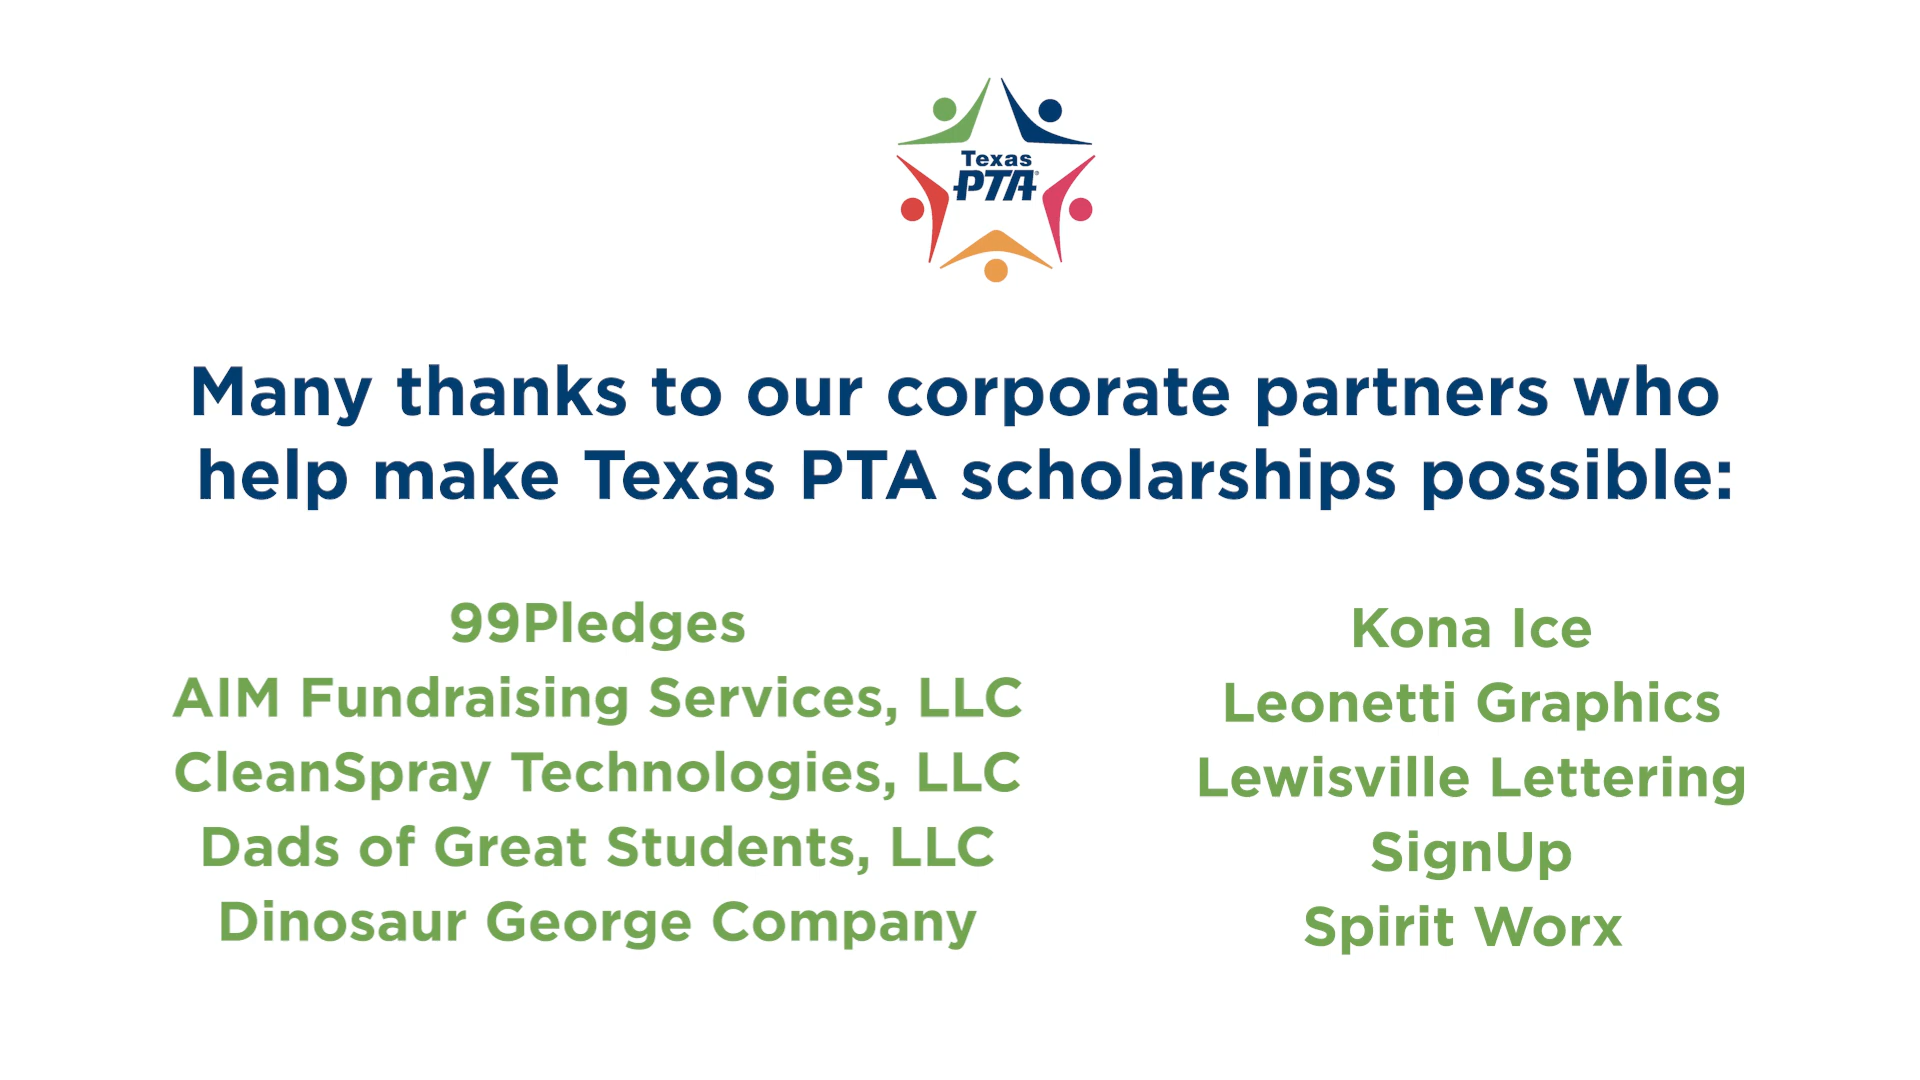 Texas
PTA®
Many thanks to our corporate partners who
help make Texas PTA scholarships possible:
99Pledges
AIM Fundraising Services, LLC
CleanSpray Technologies, LLC
Dads of Great Students, LLC
Dinosaur George Company
Kona Ice
Leonetti Graphics
Lewisville Lettering
SignUp
Spirit Worx